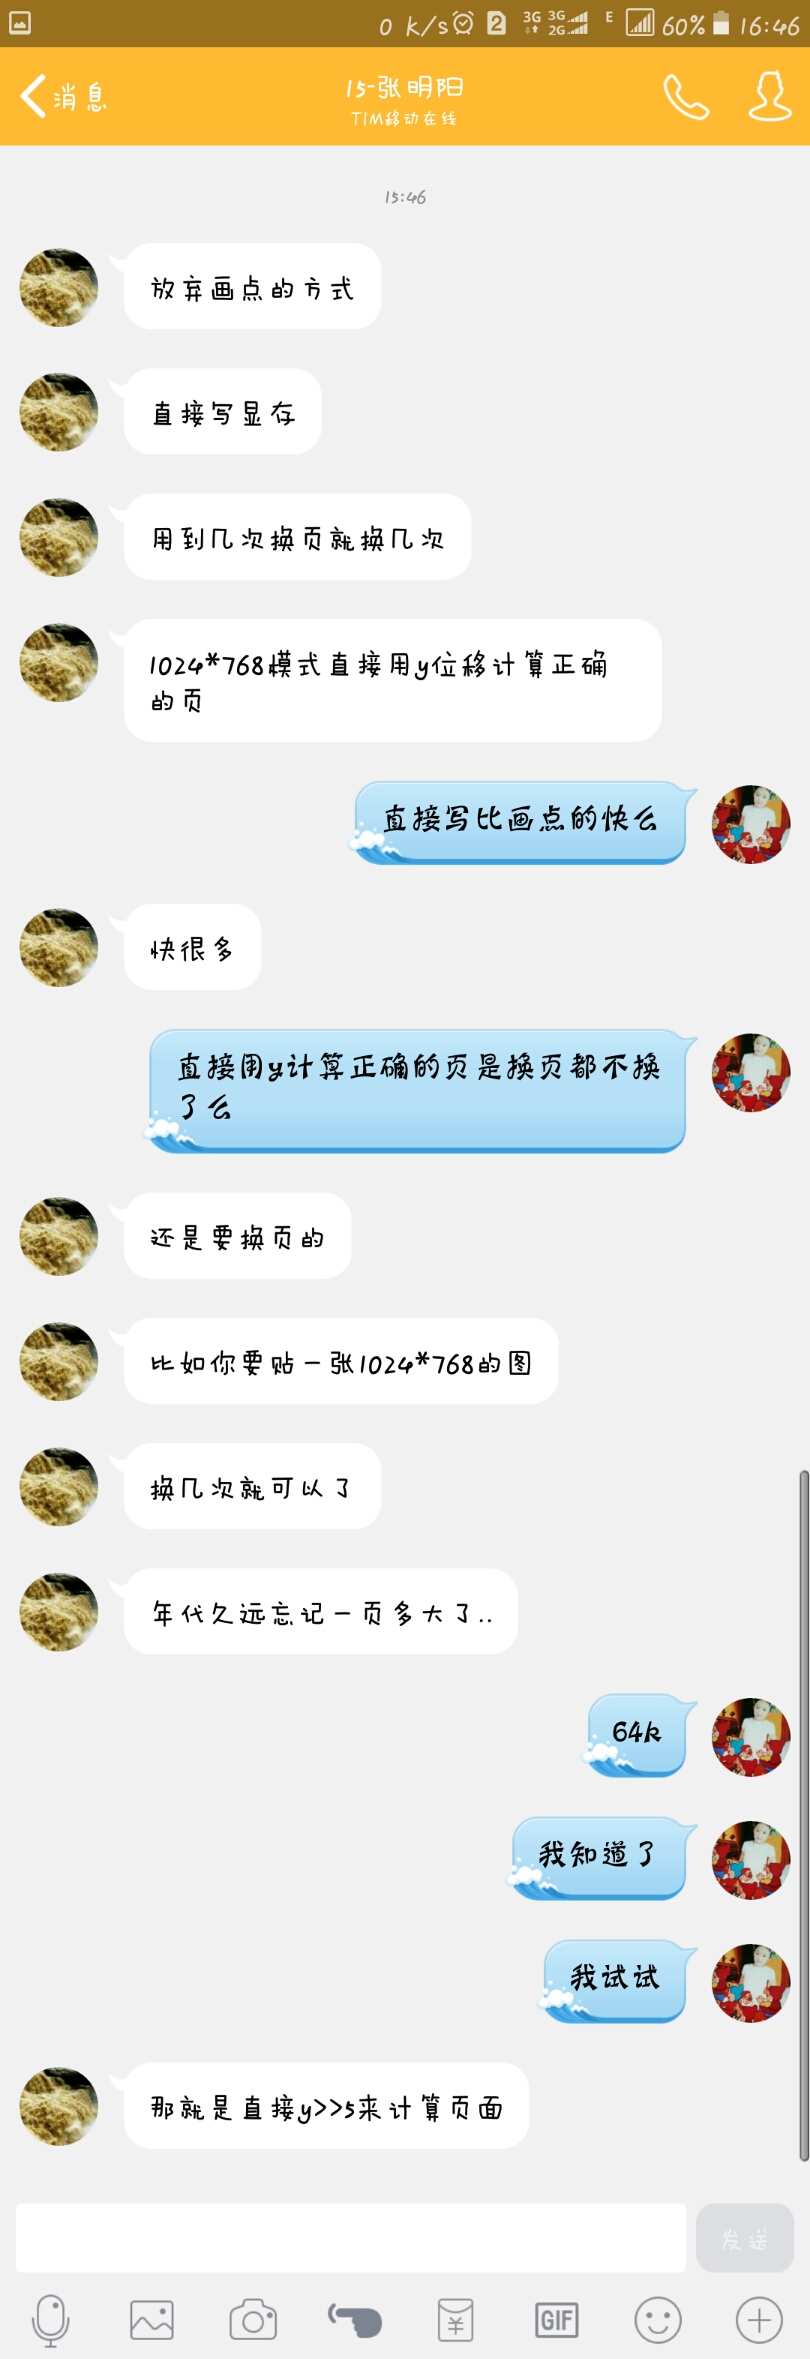 0 K/s 2 3G 3G 2G E 60% 16:46
消息
15-张明阳
TIM移动在线
15:46
放弃画点的方式
直接写显存
用到几次换页就换几次
1024*768模式直接用y位移计算正确
的页
直接写比画点的快么
快很多
直接用y计算正确的页是换页都不换
了么
还是要换页的
比如你要贴一张1024*768的图
换几次就可以了
年代久远忘记一页多大了..
64k
我知道了
我试试
那就是直接y>>5来计算页面
发送
¥
GIF